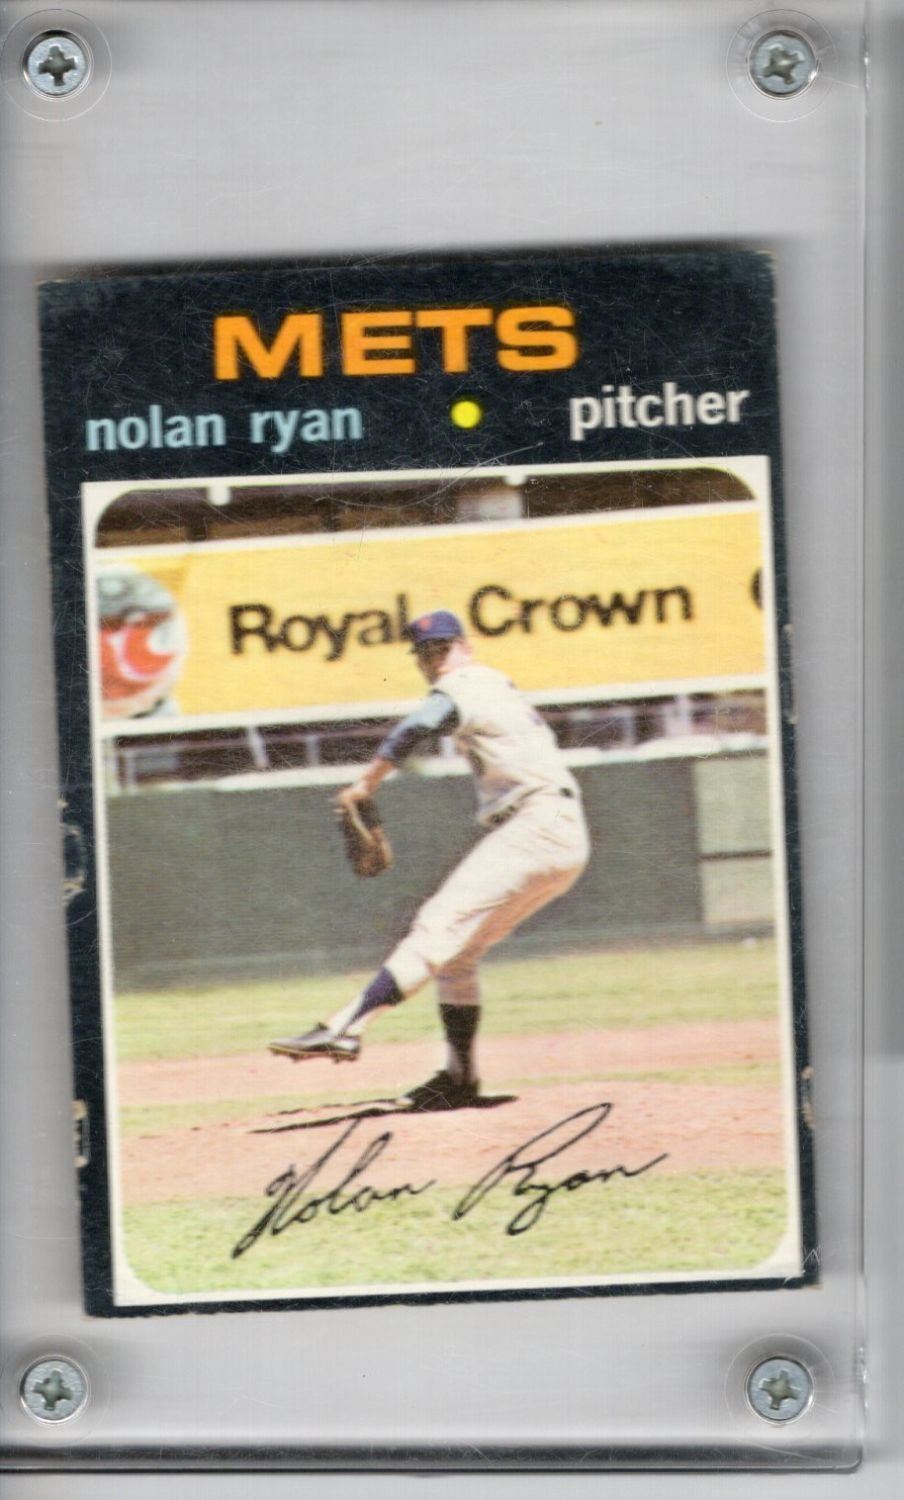 METS
nolan ryan • pitcher
Royal Crown
Nolan Ryan